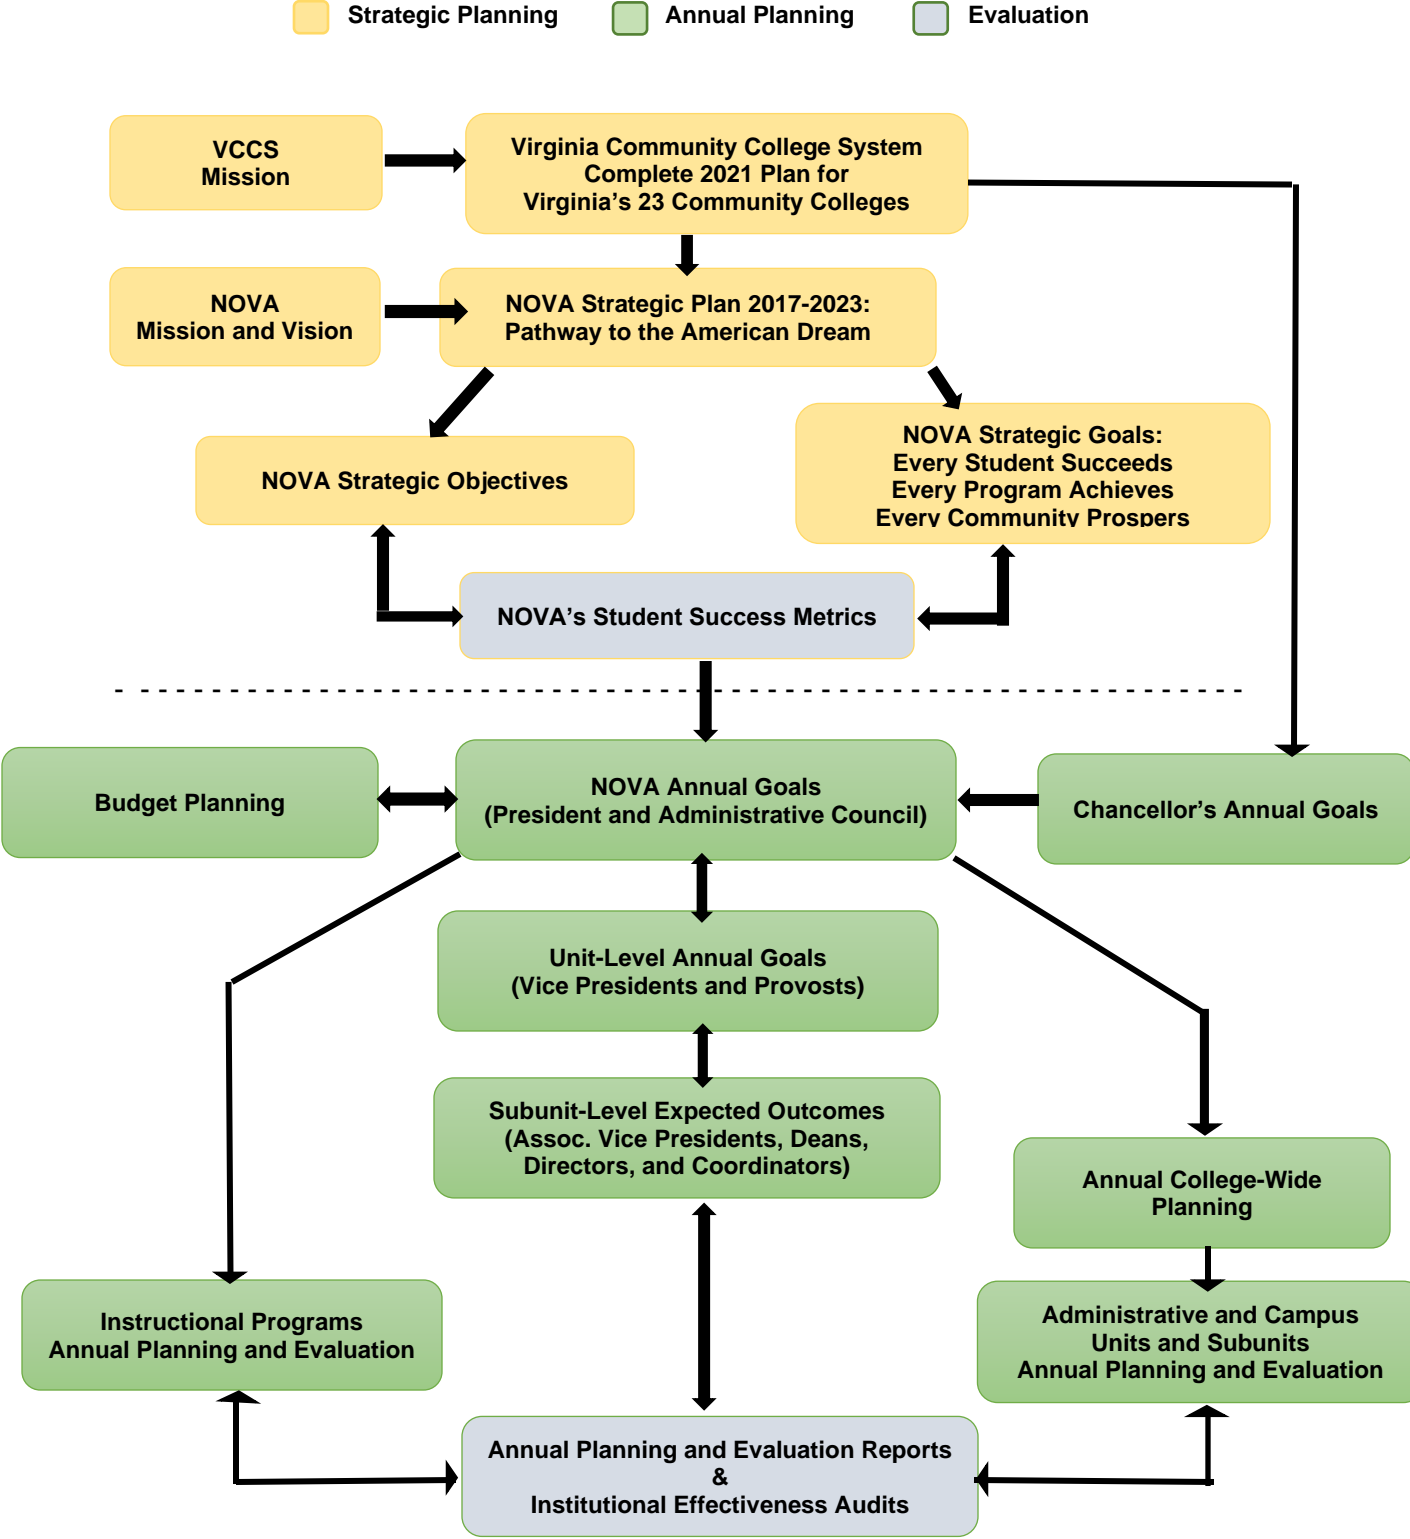 Strategic Planning
Annual Planning
Evaluation
VCCS
Mission
Virginia Community College System
Complete 2021 Plan for
Virginia’s 23 Community Colleges
NOVA
Mission and Vision
NOVA Strategic Plan 2017-2023:
Pathway to the American Dream
NOVA Strategic Objectives
NOVA Strategic Goals:
Every Student Succeeds
Every Program Achieves
Every Community Prospers
NOVA’s Student Success Metrics
Budget Planning
NOVA Annual Goals
(President and Administrative Council)
Chancellor’s Annual Goals
Unit-Level Annual Goals
(Vice Presidents and Provosts)
Subunit-Level Expected Outcomes
(Assoc. Vice Presidents, Deans,
Directors, and Coordinators)
Annual College-Wide
Planning
Instructional Programs
Annual Planning and Evaluation
Administrative and Campus
Units and Subunits
Annual Planning and Evaluation
Annual Planning and Evaluation Reports
&
Institutional Effectiveness Audits